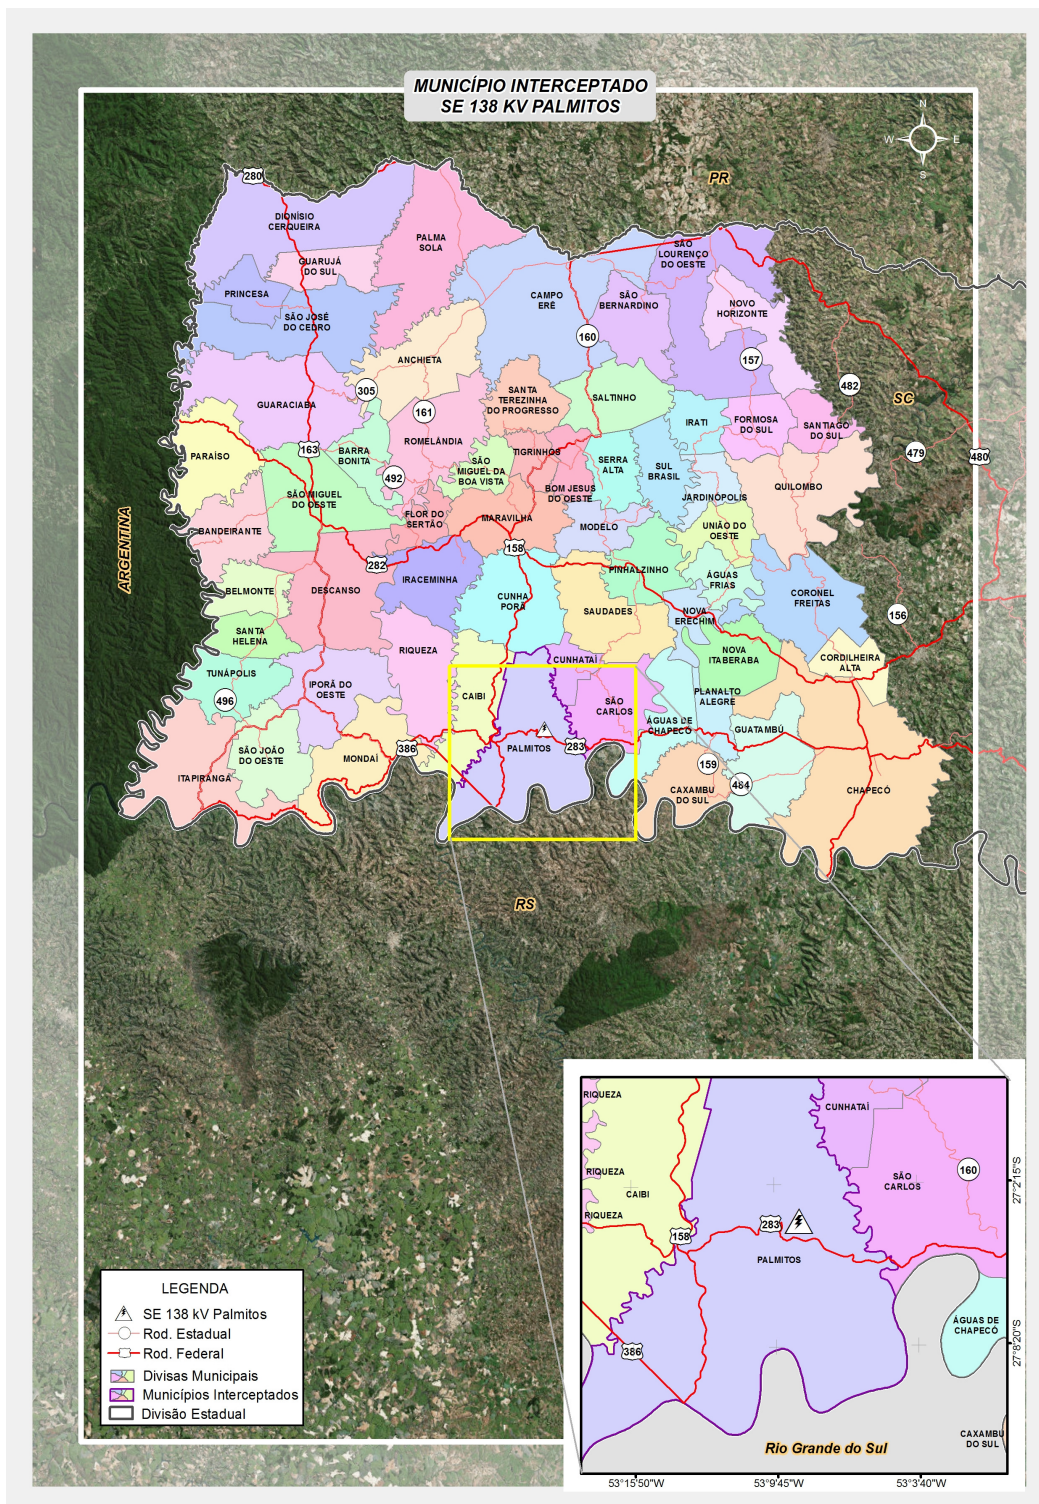 MUNICÍPIO INTERCEPTADO
SE 138 KV PALMITOS
N
W
E
S
PR
280
DIONÍSIO
CERQUEIRA
PALMA
SOLA
SÃO
LOURENÇO
DO OESTE
GUARUJÁ
DO SUL
PRINCESA
SÃO JOSÉ
DO CEDRO
CAMPO
ERÊ
SÃO
BERNARDINO
NOVO
HORIZONTE
160
157
ANCHIETA
305
161
482
SC
GUARACIABA
SANTA
TEREZINHA
DO PROGRESSO
SALTINHO
IRATI
FORMOSA
DO SUL
SANTIAGO
DO SUL
163
BARRA
BONITA
ROMELÂNDIA
TIGRINHOS
479
480
PARAÍSO
492
SÃO
MIGUEL DA
BOA VISTA
SERRA
ALTA
SUL
BRASIL
QUILOMBO
SÃO MIGUEL
DO OESTE
BOM JESUS
DO OESTE
JARDINÓPOLIS
FLOR DO
SERTÃO
MARAVILHA
MODELO
UNIÃO DO
OESTE
BANDEIRANTE
ARGENTINA
158
282
IRACEMINHA
PINHALZINHO
ÁGUAS
FRIAS
BELMONTE
DESCANSO
CUNHA
PORÃ
SAUDADES
NOVA
ERECHIM
CORONEL
FREITAS
156
SANTA
HELENA
RIQUEZA
CUNHATAÍ
NOVA
ITABERABA
CORDILHEIRA
ALTA
TUNÁPOLIS
496
IPORÃ DO
OESTE
CAIBI
SÃO
CARLOS
PLANALTO
ALEGRE
ÁGUAS DE
CHAPECÓ
GUATAMBÚ
SÃO JOÃO
DO OESTE
MONDAÍ
386
PALMITOS
283
159
484
ITAPIRANGA
CAXAMBU
DO SUL
CHAPECÓ
RS
RIQUEZA
CUNHATAÍ
RIQUEZA
CAIBI
SÃO
CARLOS
160
27°2'15"S
RIQUEZA
158
283
PALMITOS
ÁGUAS DE
CHAPECÓ
386
27°8'20"S
CAXAMBU
DO SUL
Rio Grande do Sul
53°15'50"W
53°9'45"W
53°3'40"W
LEGENDA
SE 138 kV Palmitos
Rod. Estadual
Rod. Federal
Divisas Municipais
Municípios Interceptados
Divisão Estadual